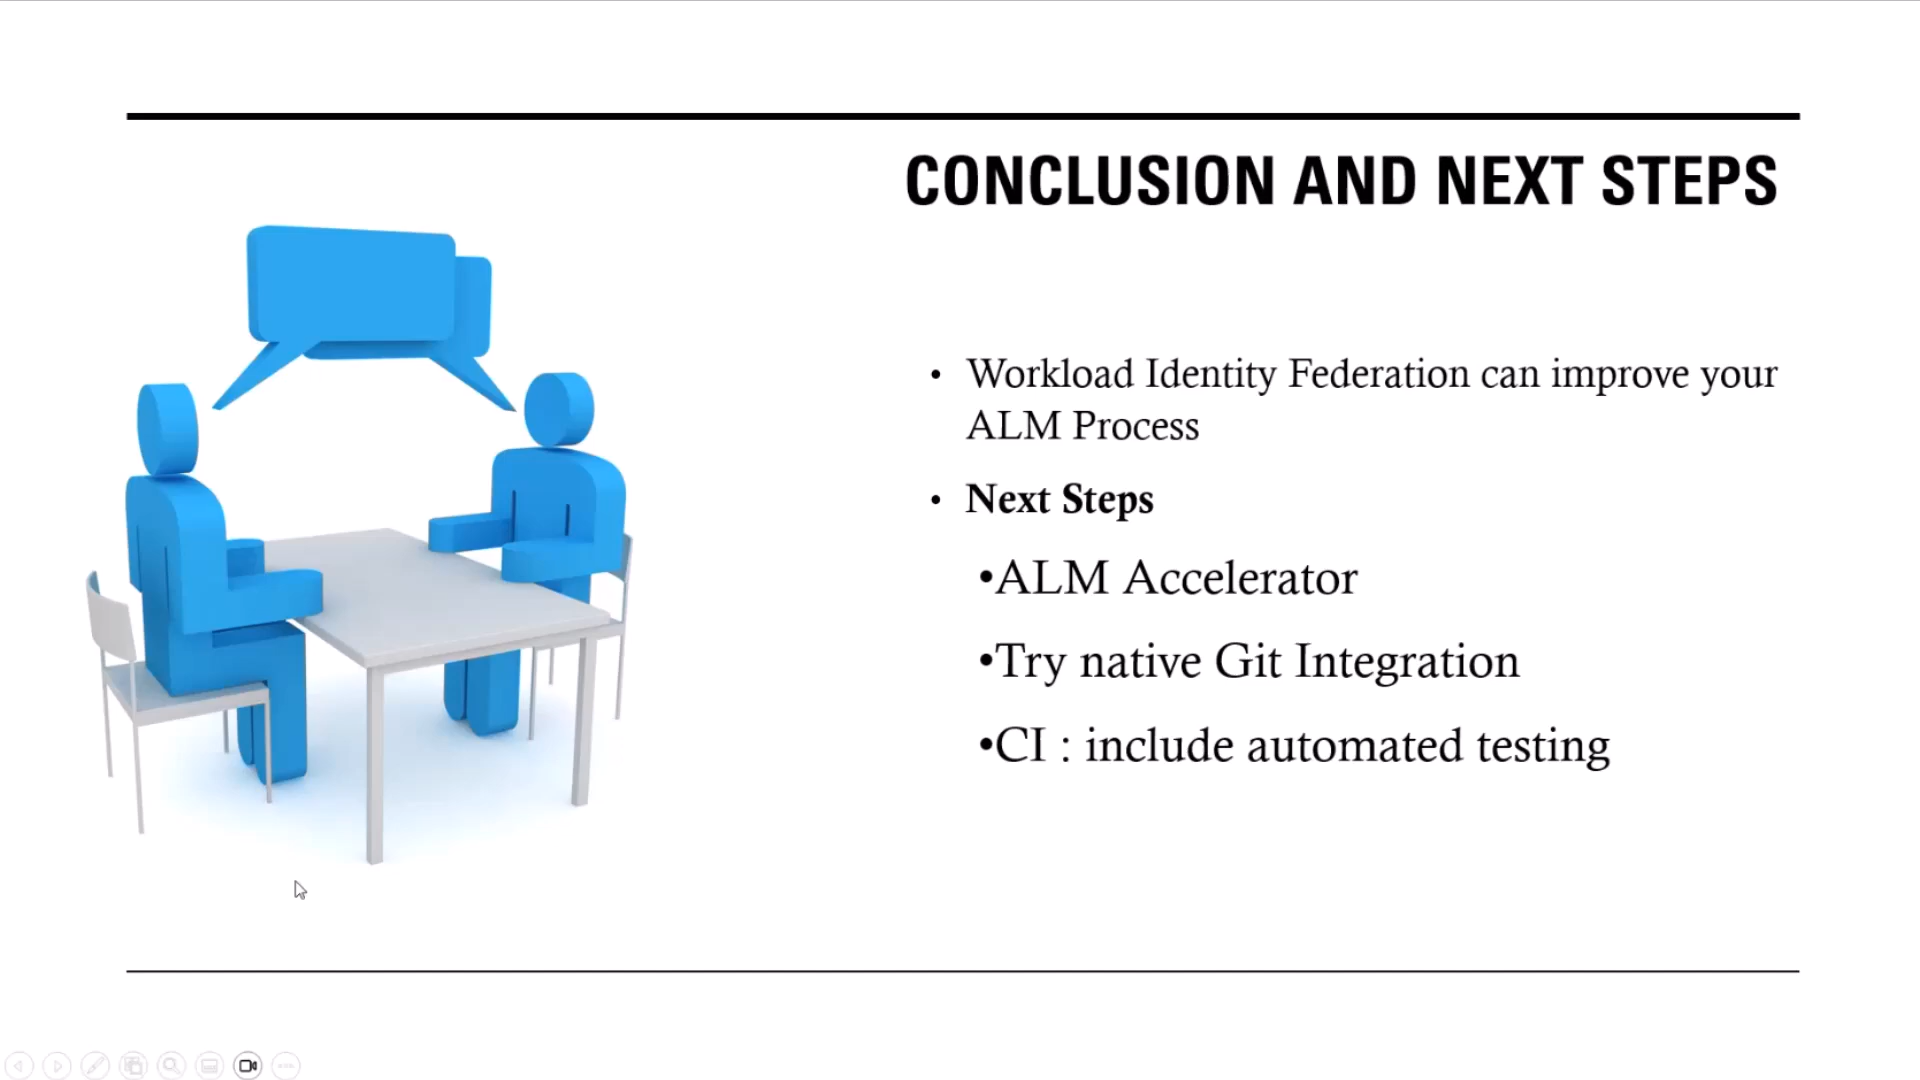 CONCLUSION AND NEXT STEPS
• Workload Identity Federation can improve your
ALM Process
• Next Steps
•ALM Accelerator
•Try native Git Integration
•CI : include automated testing